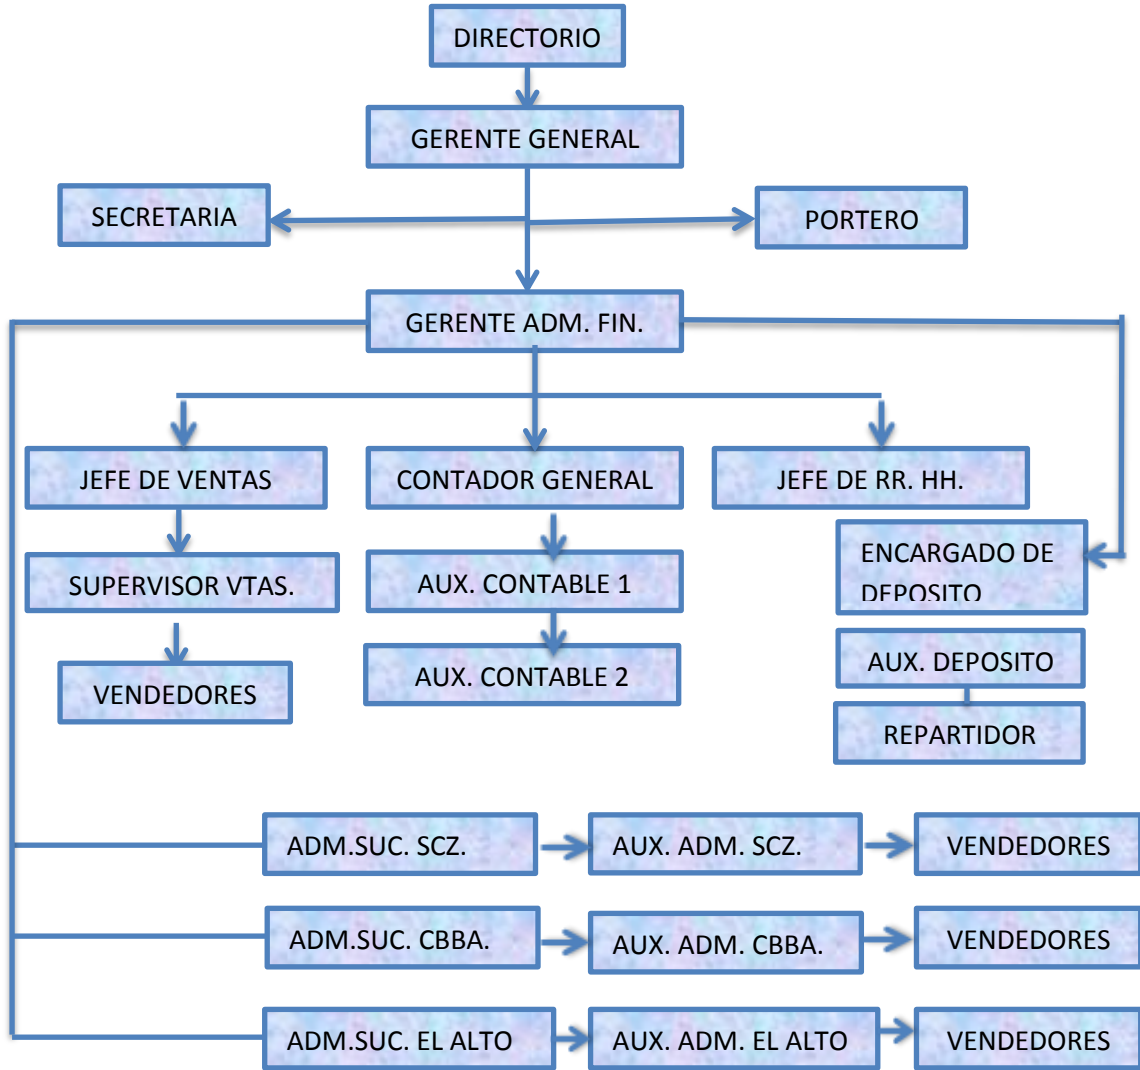 DIRECTORIO
GERENTE GENERAL
SECRETARIA
PORTERO
GERENTE ADM. FIN.
JEFE DE VENTAS
CONTADOR GENERAL
JEFE DE RR. HH.
ENCARGADO DE
DEPOSITO
SUPERVISOR VTAS.
AUX. CONTABLE 1
AUX. DEPOSITO
VENDEDORES
AUX. CONTABLE 2
REPARTIDOR
ADM.SUC. SCZ.
AUX. ADM. SCZ.
VENDEDORES
ADM.SUC. CBBA.
AUX. ADM. CBBA.
VENDEDORES
ADM.SUC. EL ALTO
AUX. ADM. EL ALTO
VENDEDORES